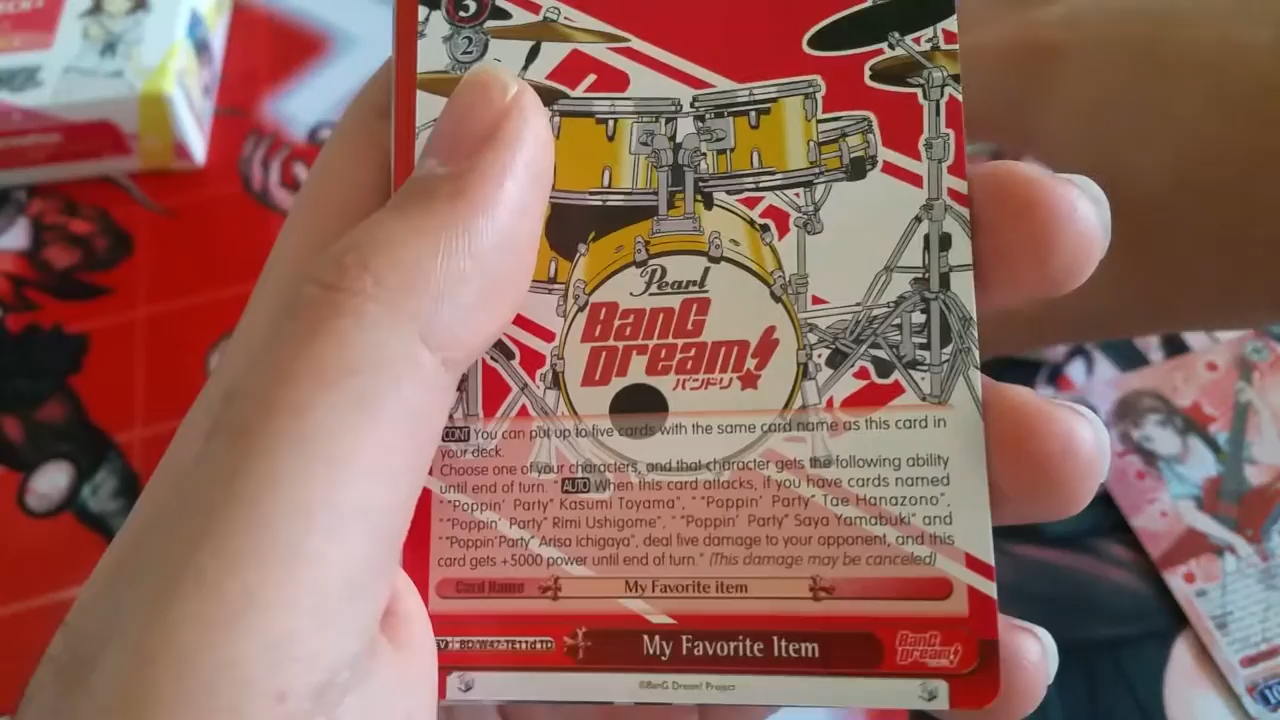 3
2
Pearl
BanG
Dream!
バンドリ
CONT You can put up to five cards with the same card name as this card in
your deck.
Choose one of your characters, and that character gets the following ability
until end of turn. "AUTO When this card attacks, if you have cards named
""Poppin' Party" Kasumi Toyama", ""Poppin' Party" Tae Hanazono",
""Poppin' Party" Rimi Ushigome", ""Poppin' Party" Saya Yamabuki" and
""Poppin'Party" Arisa Ichigaya", deal five damage to your opponent, and this
card gets +5000 power until end of turn." (This damage may be canceled)
Card Name My Favorite item
BD/W47-TE11d TD My Favorite Item BanG
Dream!
©BanG Dream! Project